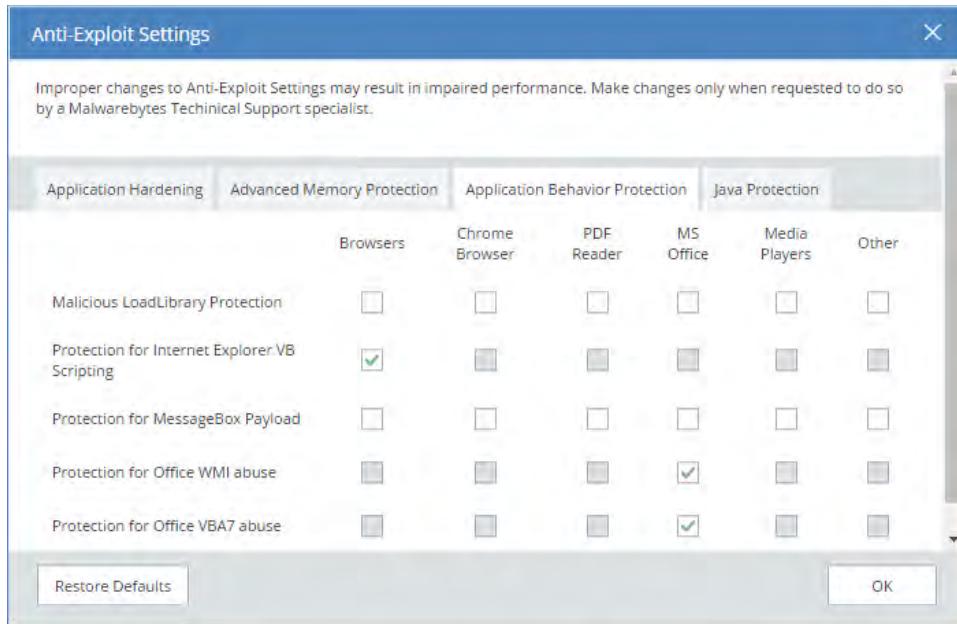 Anti-Exploit Settings
Improper changes to Anti-Exploit Settings may result in impaired performance. Make changes only when requested to do so
by a Malwarebytes Techinical Support specialist.
Application Hardening Advanced Memory Protection Application Behavior Protection Java Protection
Browsers Chrome Browser PDF Reader MS Office Media Players Other
Malicious LoadLibrary Protection
Protection for Internet Explorer VB
Scripting
Protection for MessageBox Payload
Protection for Office WMI abuse
Protection for Office VBA7 abuse
Restore Defaults OK